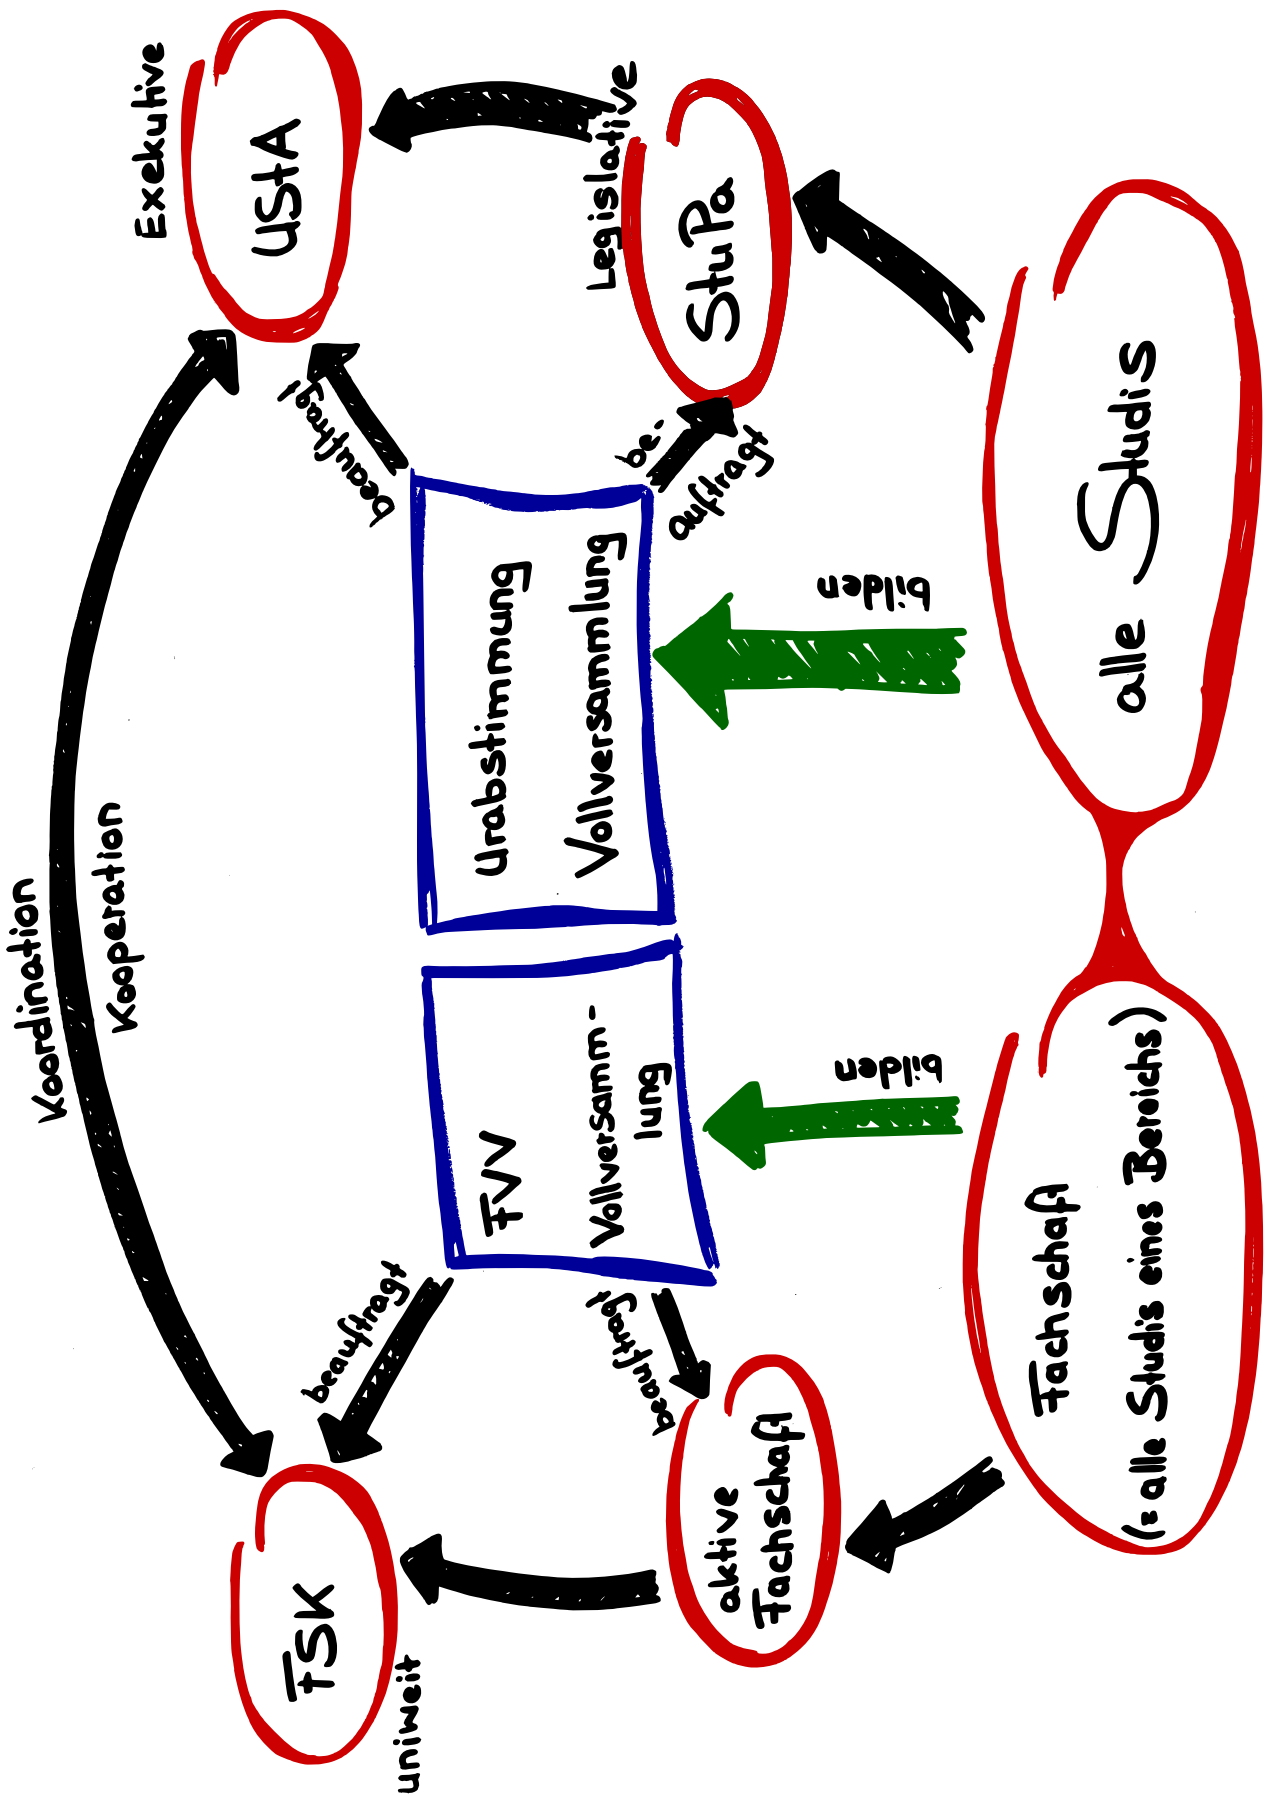 Koordination
Kooperation
Exekutive
UStA
FSK
uniweit
beauftragt
beauftragt
FVV
Vollversamm-
lung
Urabstimmung
Vollversammlung
Legislative
StuPa
be-
auftragt
beauftragt
aktive
Fachschaft
bilden
bilden
Fachschaft
(= alle Studis eines Bereichs)
alle Studis